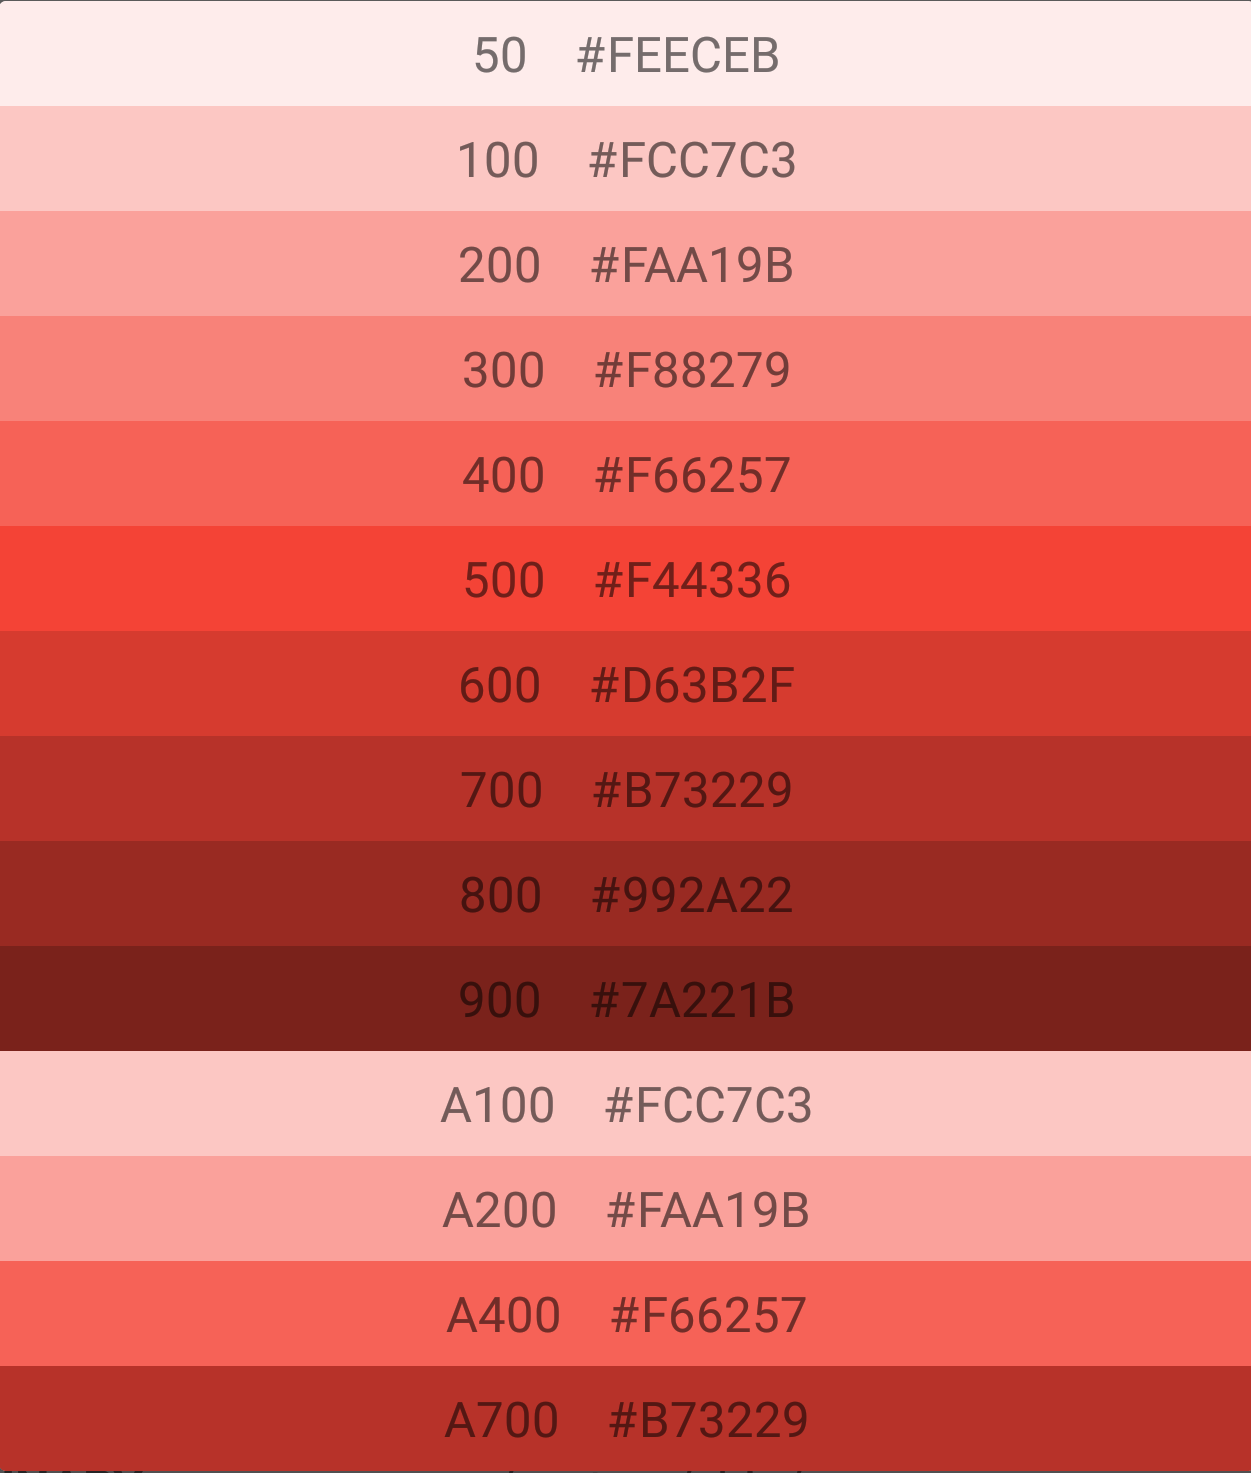 50 #FEECEB
100 #FCC7C3
200 #FAA19B
300 #F88279
400 #F66257
500 #F44336
600 #D63B2F
700 #B73229
800 #992A22
900 #7A221B
A100 #FCC7C3
A200 #FAA19B
A400 #F66257
A700 #B73229